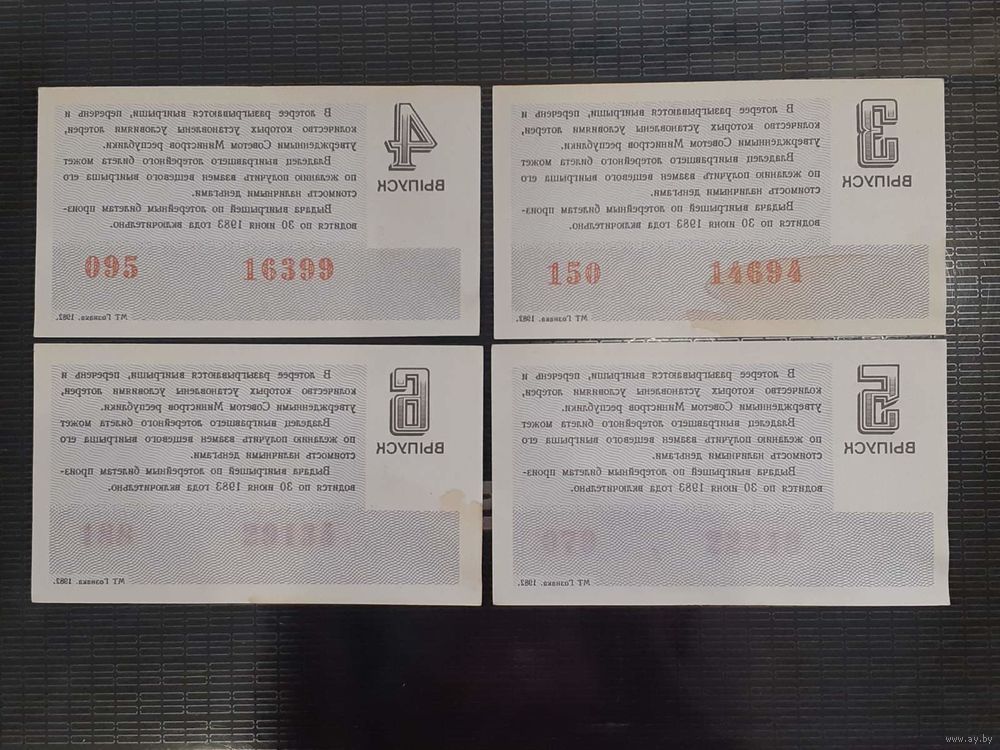 4
ВЫПУСК
В лотерее разыгрываются выигрыши, перечень и
количество которых установлены условиями лотереи,
утвержденными Советом Министров республики.
Владелец выигравшего лотерейного билета может
по желанию получить взамен вещевого выигрыша его
стоимость наличными деньгами.
Выдача выигрышей по лотерейным билетам произ-
водится по 30 июня 1983 года включительно.
095 16399
МТ Гознака. 1982.
3
ВЫПУСК
В лотерее разыгрываются выигрыши, перечень и
количество которых установлены условиями лотереи,
утвержденными Советом Министров республики.
Владелец выигравшего лотерейного билета может
по желанию получить взамен вещевого выигрыша его
стоимость наличными деньгами.
Выдача выигрышей по лотерейным билетам произ-
водится по 30 июня 1983 года включительно.
150 14694
МТ Гознака. 1982.
6
ВЫПУСК
В лотерее разыгрываются выигрыши, перечень и
количество которых установлены условиями лотереи,
утвержденными Советом Министров республики.
Владелец выигравшего лотерейного билета может
по желанию получить взамен вещевого выигрыша его
стоимость наличными деньгами.
Выдача выигрышей по лотерейным билетам произ-
водится по 30 июня 1983 года включительно.
МТ Гознака. 1982.
5
ВЫПУСК
В лотерее разыгрываются выигрыши, перечень и
количество которых установлены условиями лотереи,
утвержденными Советом Министров республики.
Владелец выигравшего лотерейного билета может
по желанию получить взамен вещевого выигрыша его
стоимость наличными деньгами.
Выдача выигрышей по лотерейным билетам произ-
водится по 30 июня 1983 года включительно.
МТ Гознака. 1982.
www.ay.by